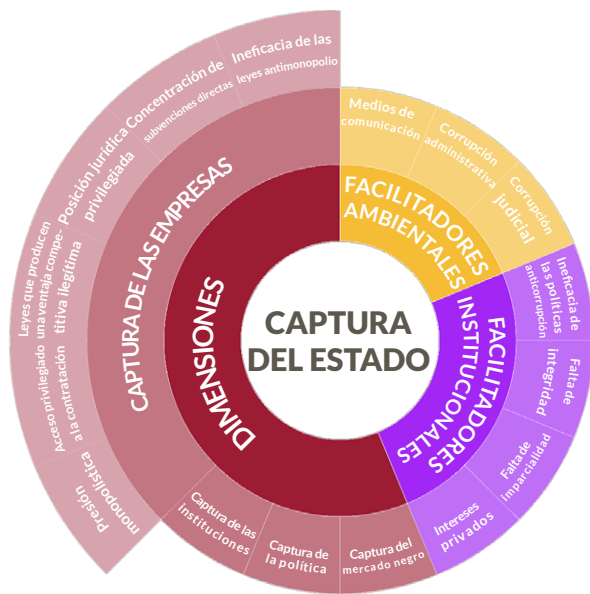 CAPTURA
DEL ESTADO
DIMENSIONES
CAPTURA DE LAS EMPRESAS
Ineficacia de las
leyes antimonopolio
Concentración de
subvenciones directas
Posición jurídica
privilegiada
Leyes que producen
una ventaja compe-
titiva ilegítima
Acceso privilegiado
a la contratación
Presión
monopolística
Captura de las
instituciones
Captura de
la política
Captura del
mercado negro
FACILITADORES
AMBIENTALES
Medios de
comunicación
Corrupción
administrativa
Corrupción
judicial
FACILITADORES
INSTITUCIONALES
Ineficacia de
las políticas
anticorrupción
Falta de
integridad
Falta de
imparcialidad
Intereses
privados